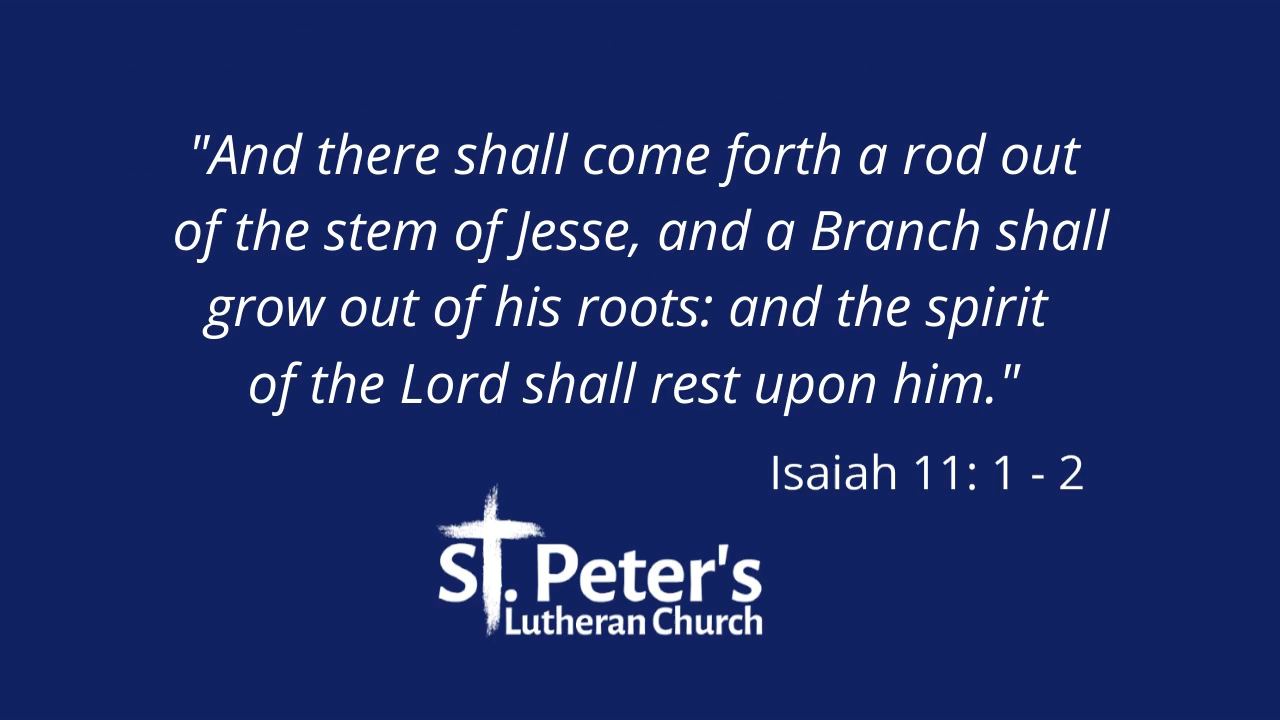 "And there shall come forth a rod out
of the stem of Jesse, and a Branch shall
grow out of his roots: and the spirit
of the Lord shall rest upon him."
Isaiah 11: 1 - 2
St. Peter's
Lutheran Church